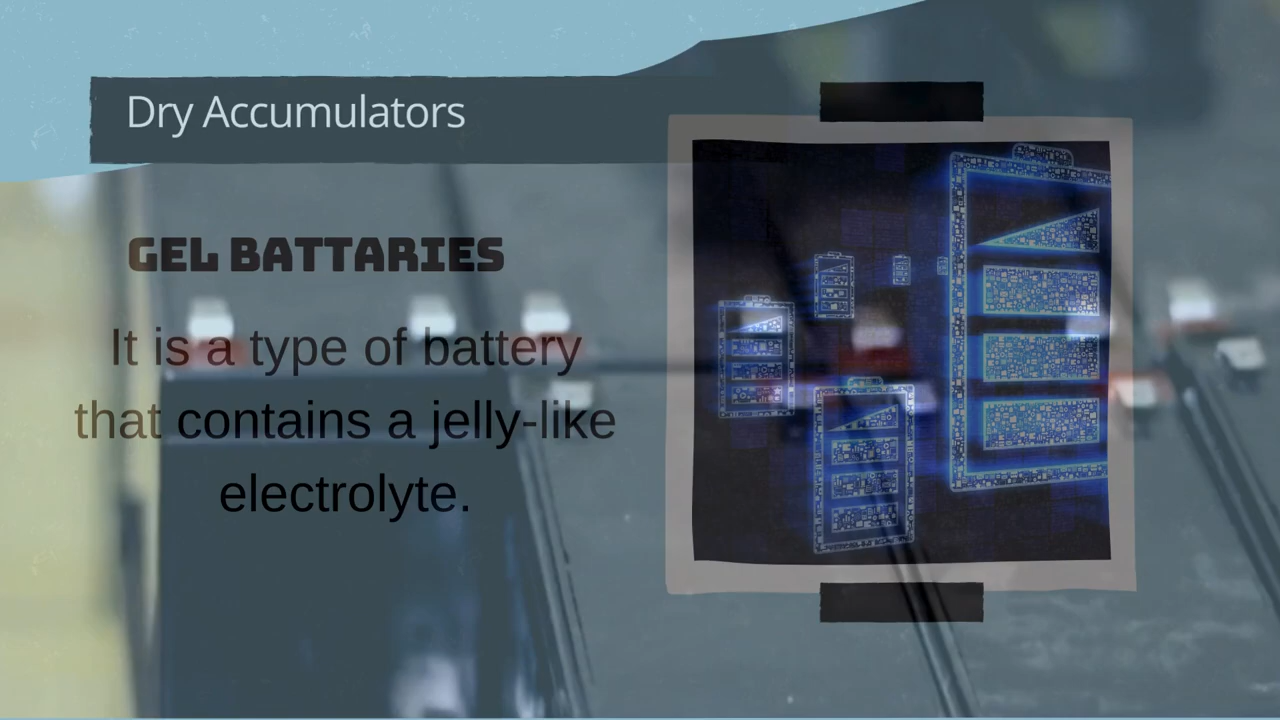 Dry Accumulators
GEL BATTARIES
It is a type of battery
that contains a jelly-like
electrolyte.